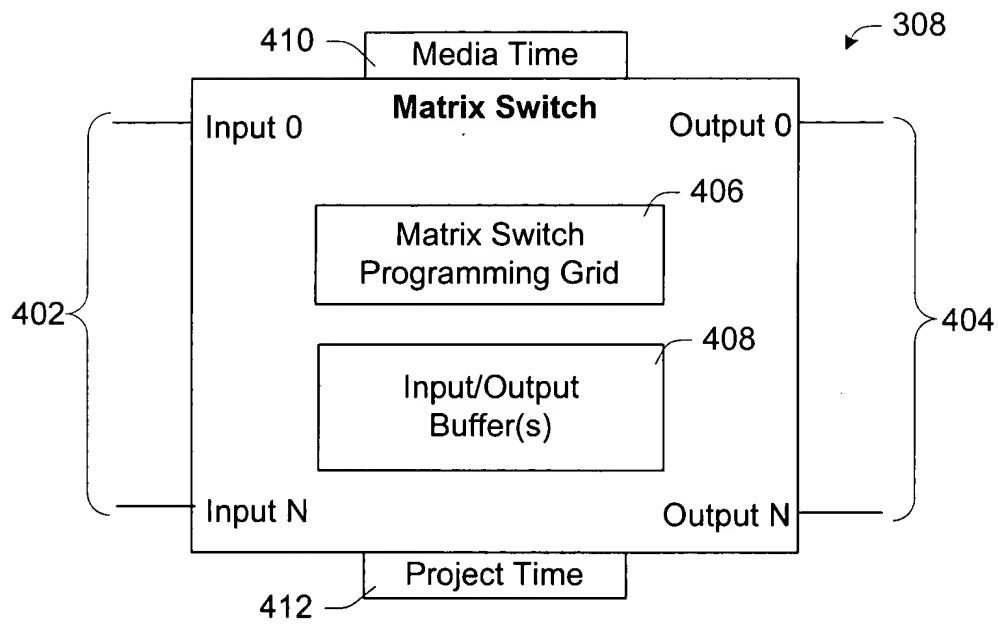 410
Media Time
308
Matrix Switch
Input 0
Output 0
406
Matrix Switch
Programming Grid
402
404
408
Input/Output
Buffer(s)
Input N
Output N
Project Time
412